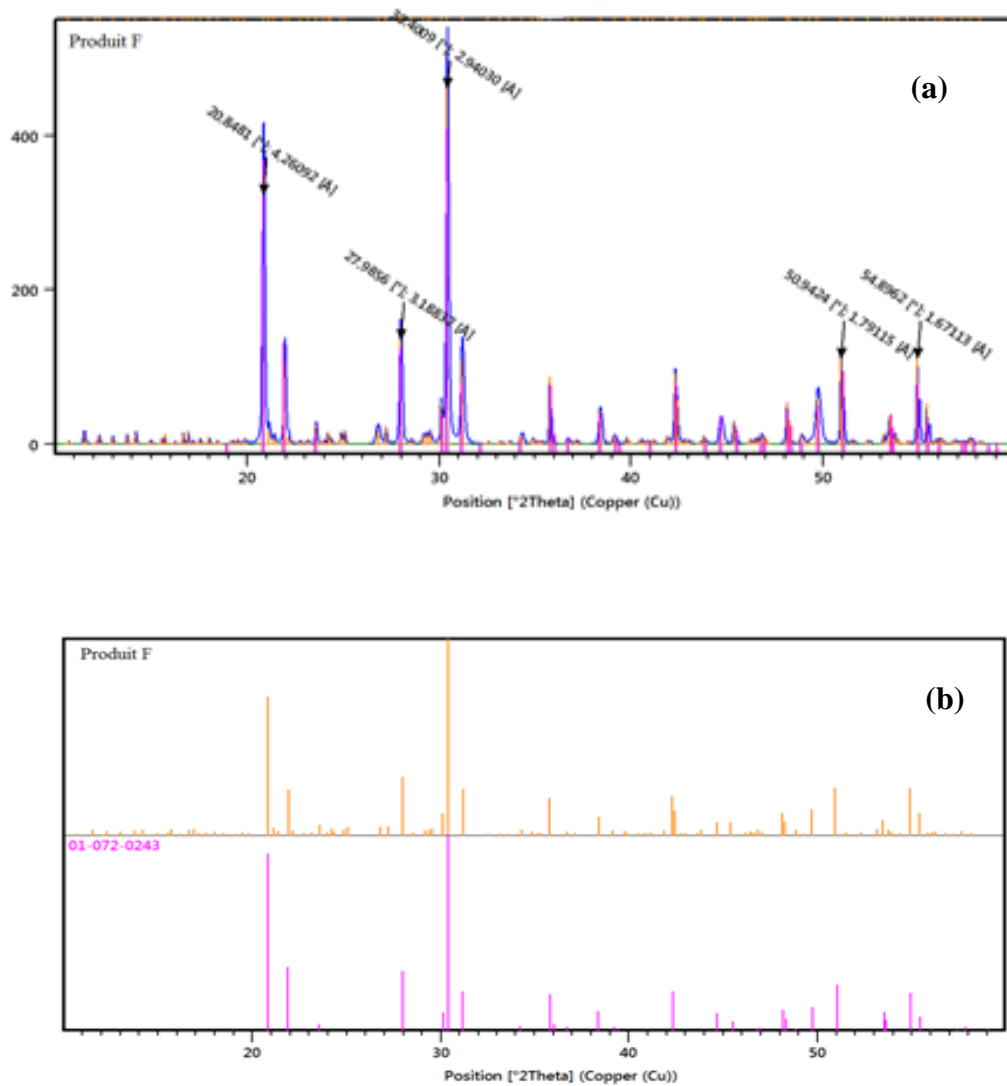 Produit F
(a)
[°]; 2.94030 [Å]
20.8481 [°]; 4.26092 [Å]
27.9856 [°]; 3.18832 [Å]
50.9424 [°]; 1.79115 [Å]
54.8962 [°]; 1.67113 [Å]
400
200
0
20 30 40 50
Position [°2Theta] (Copper (Cu))
Produit F
(b)
01-072-0243
20 30 40 50
Position [°2Theta] (Copper (Cu))